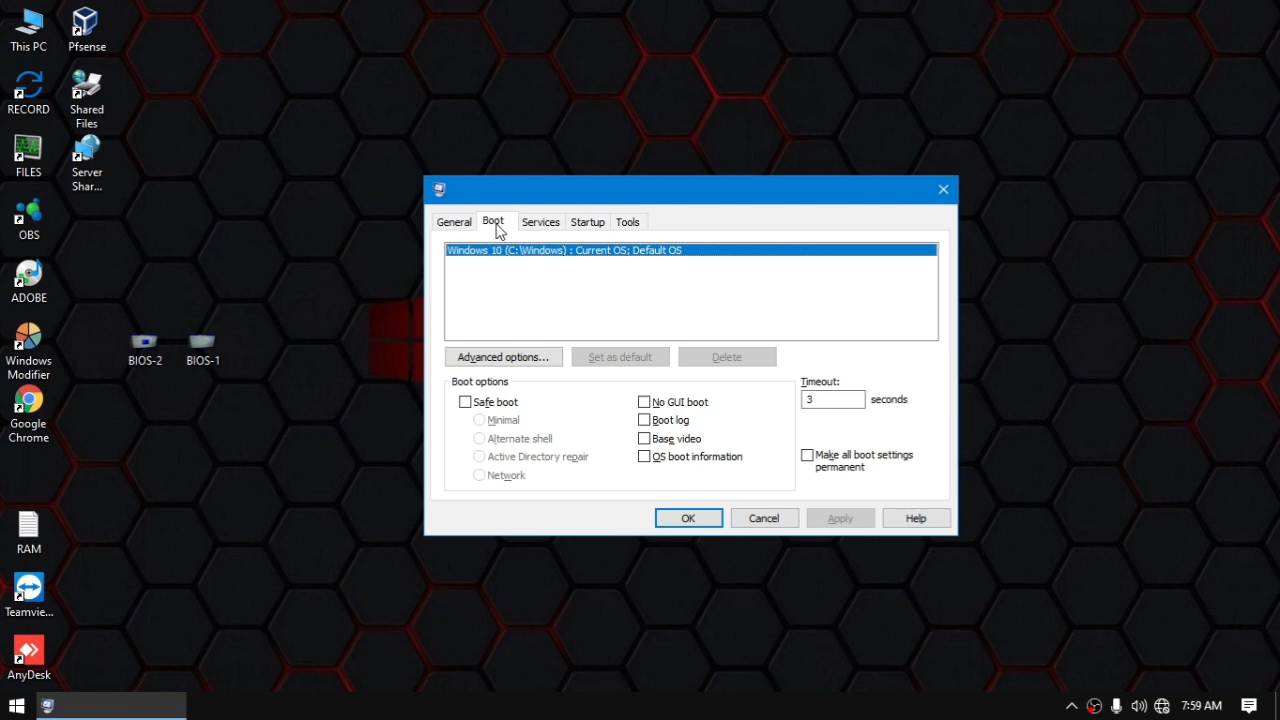 This PC
Pfsense
RECORD
Shared
Files
FILES
Server
Shar...
OBS
ADOBE
Windows
Modifier
BIOS-2
BIOS-1
Google
Chrome
RAM
Teamvie...
AnyDesk
General
Boot
Services
Startup
Tools
Windows 10 (C:\Windows) : Current OS; Default OS
Advanced options...
Set as default
Delete
Boot options
Timeout:
Safe boot
No GUI boot
3
seconds
Minimal
Boot log
Alternate shell
Base video
Active Directory repair
OS boot information
Make all boot settings
permanent
Network
OK
Cancel
Apply
Help
7:59 AM